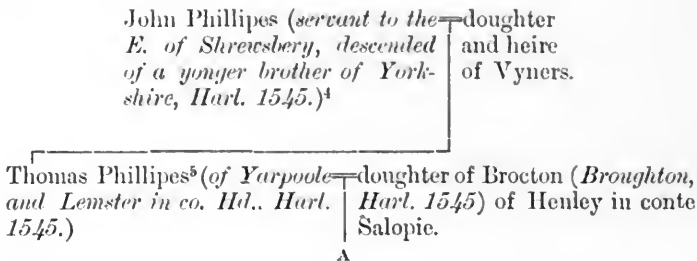 John Phillipes (servant to the
E. of Shrewsbery, descended
of a yonger brother of York-
shire, Harl. 1545.)⁴
doughter
and heire
of Vyners.
Thomas Phillipes⁵ (of Yarpoole
and Lemster in co. Hd.. Harl.
1545.)
doughter of Brocton (Broughton,
Harl. 1545) of Henley in conte
Salopie.
A